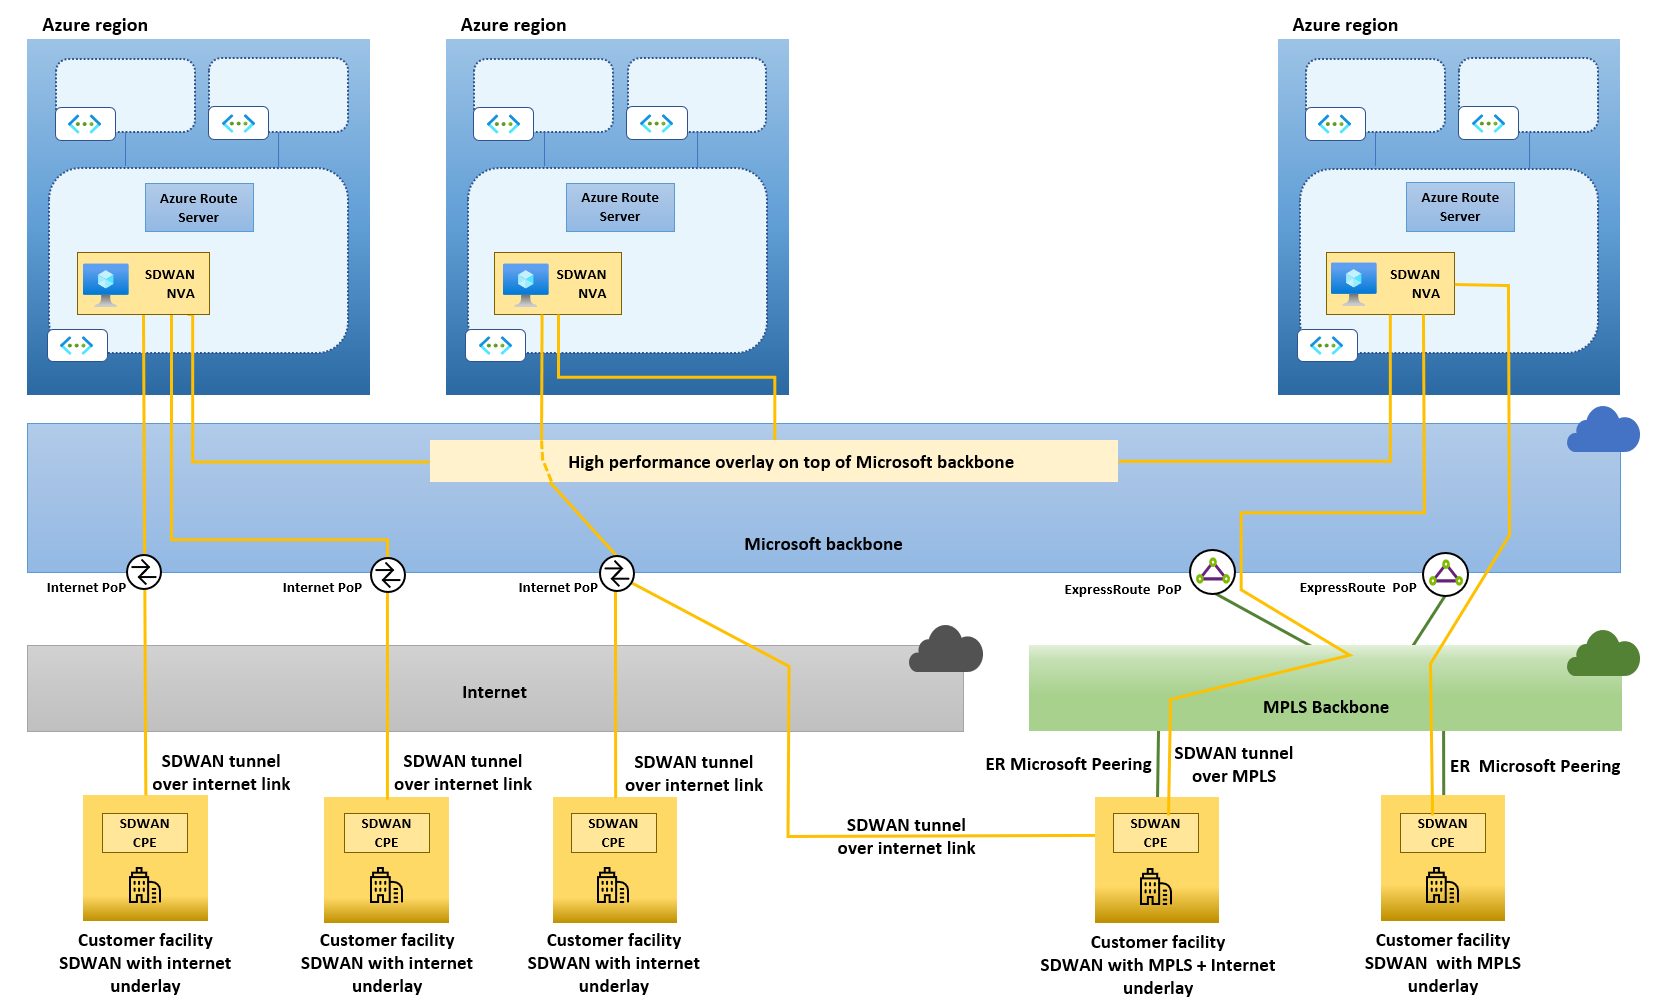 Azure region
Azure region
Azure region
Azure Route
Server
Azure Route
Server
Azure Route
Server
SDWAN
NVA
SDWAN
NVA
SDWAN
NVA
High performance overlay on top of Microsoft backbone
Microsoft backbone
Internet PoP
Internet PoP
Internet PoP
ExpressRoute PoP
ExpressRoute PoP
Internet
MPLS Backbone
SDWAN tunnel
over internet link
SDWAN tunnel
over internet link
SDWAN tunnel
over internet link
ER Microsoft Peering
SDWAN tunnel
over MPLS
ER Microsoft Peering
SDWAN tunnel
over internet link
SDWAN
CPE
SDWAN
CPE
SDWAN
CPE
SDWAN
CPE
SDWAN
CPE
Customer facility
SDWAN with internet
underlay
Customer facility
SDWAN with internet
underlay
Customer facility
SDWAN with internet
underlay
Customer facility
SDWAN with MPLS + Internet
underlay
Customer facility
SDWAN with MPLS
underlay